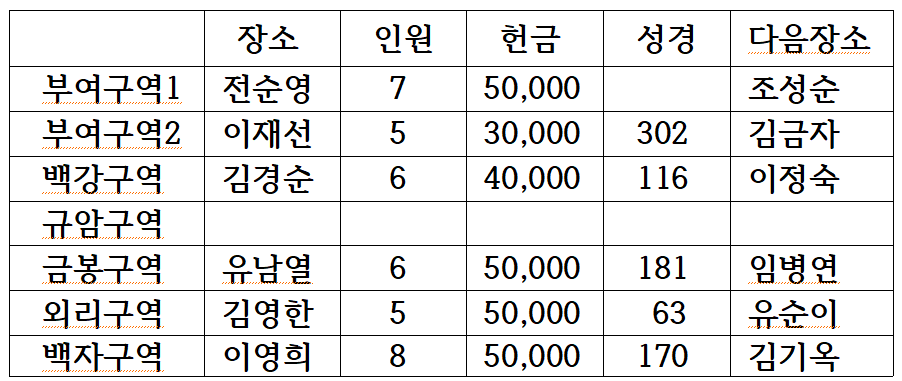 장소 인원 헌금 성경 다음장소
부여구역1 전순영 7 50,000 조성순
부여구역2 이재선 5 30,000 302 김금자
백강구역 김경순 6 40,000 116 이정숙
규암구역
금봉구역 유남열 6 50,000 181 임병연
외리구역 김영한 5 50,000 63 유순이
백자구역 이영희 8 50,000 170 김기옥